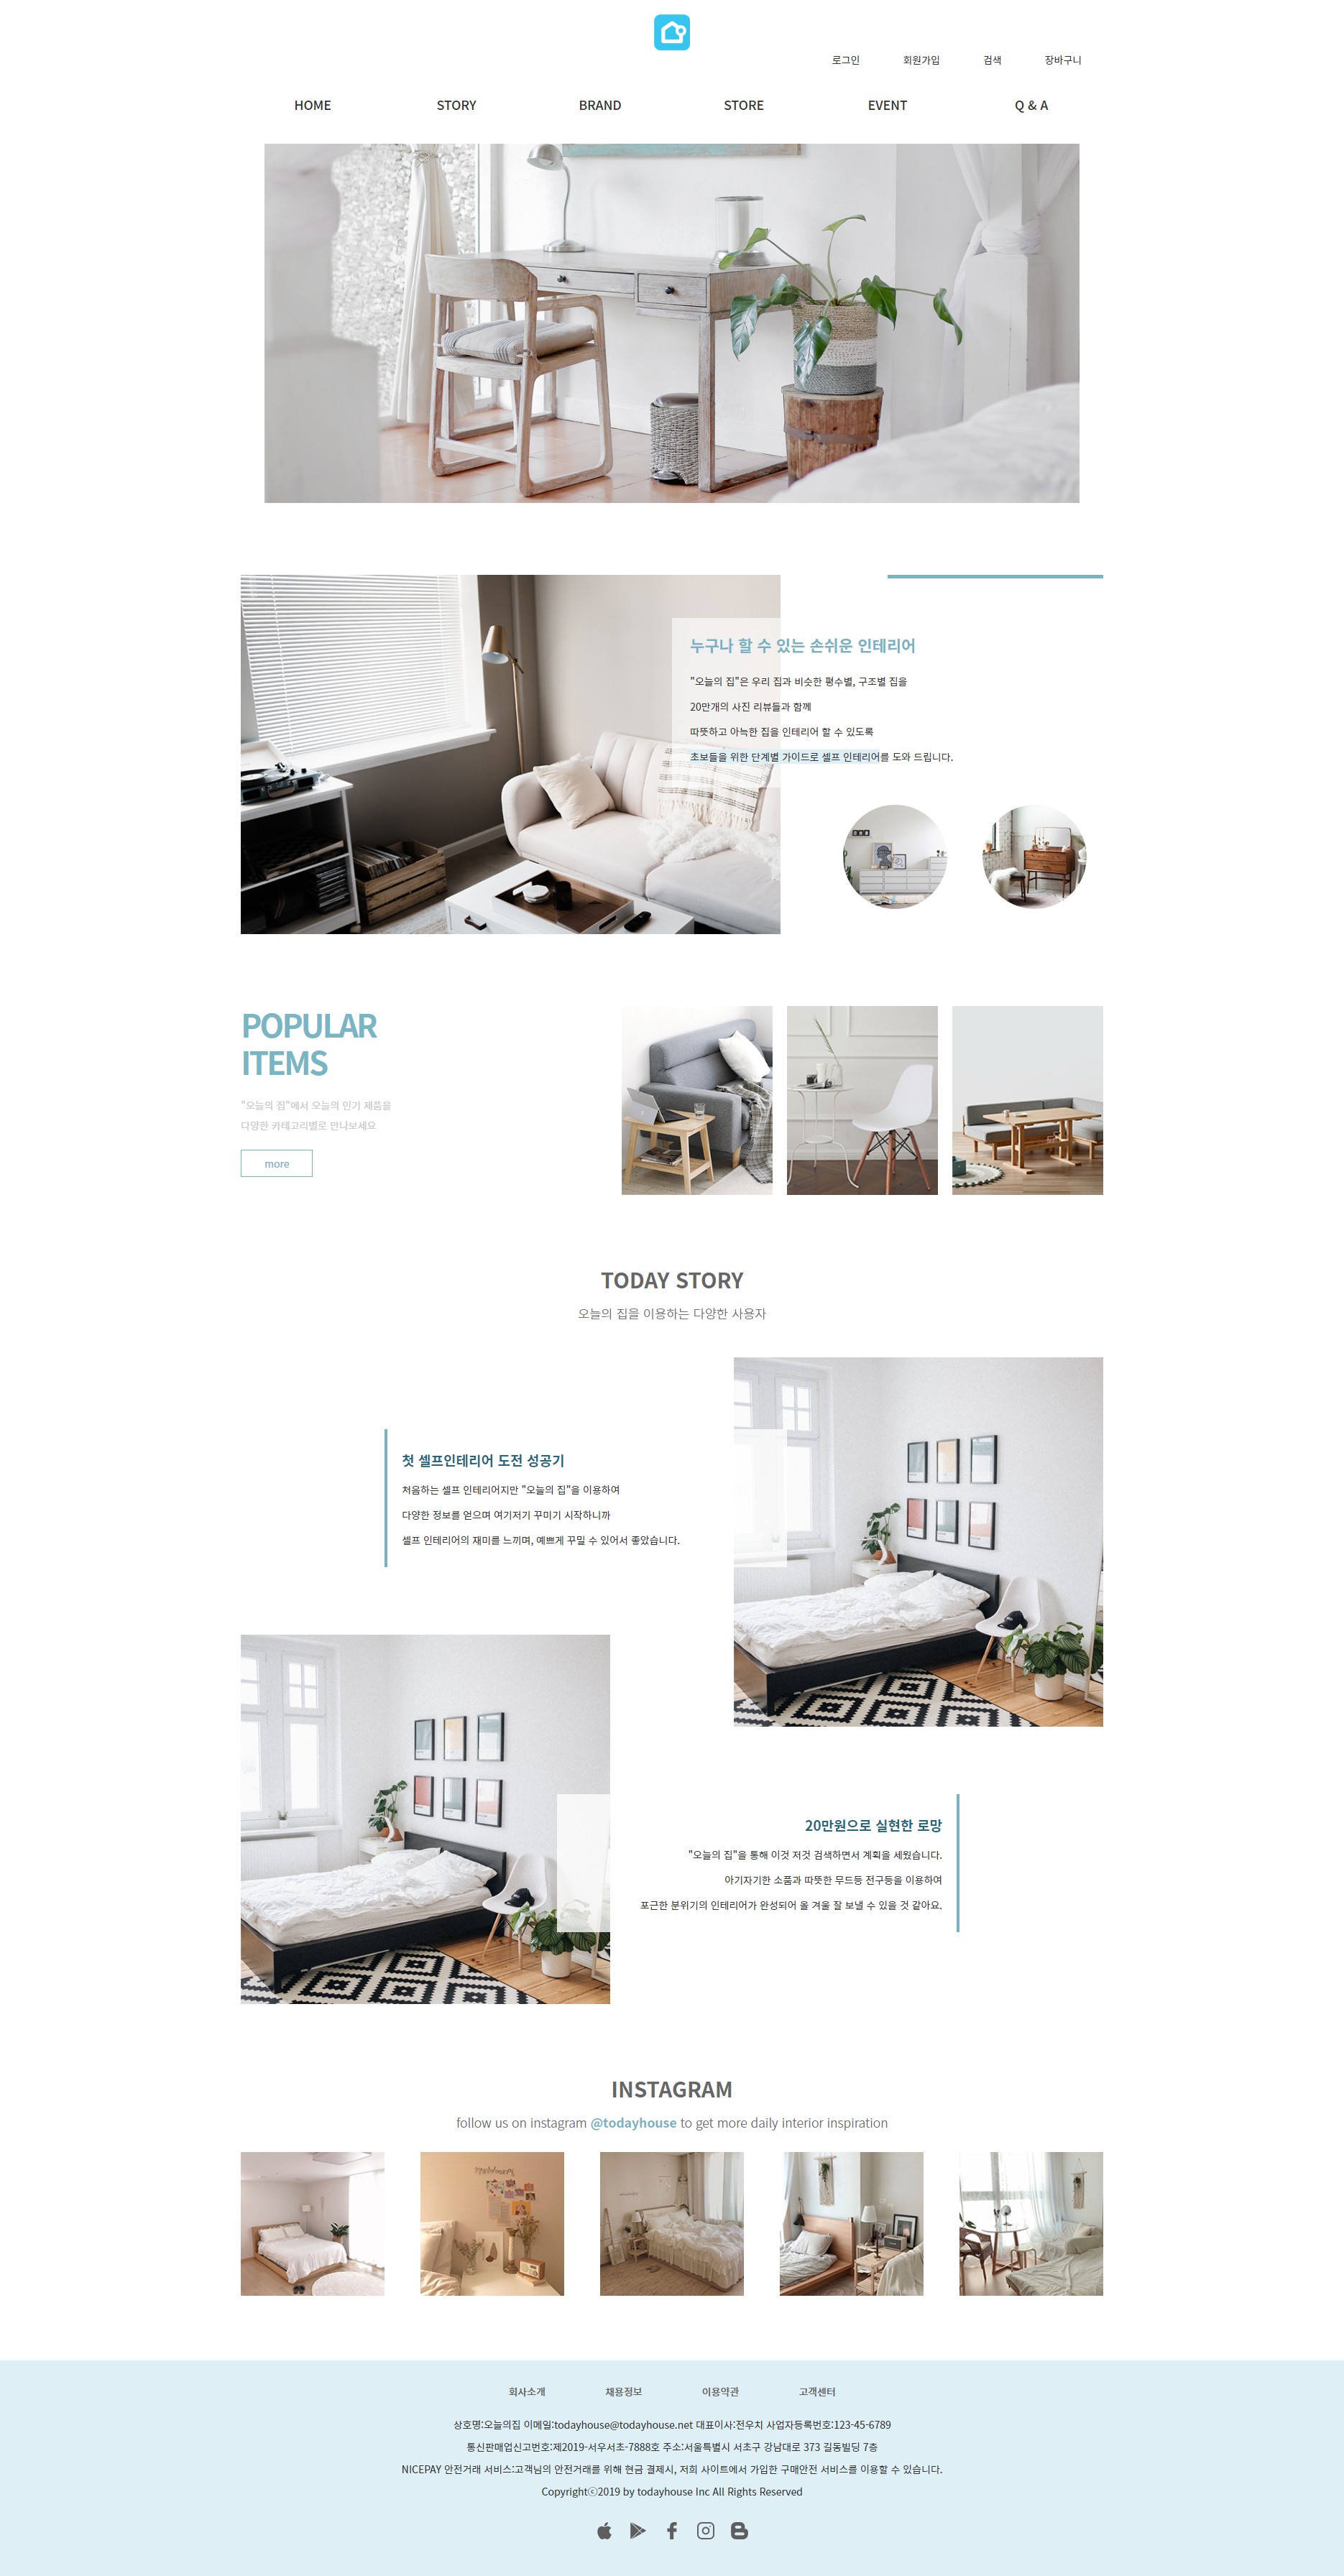 로그인 회원가입 검색 장바구니
HOME STORY BRAND STORE EVENT Q & A
누구나 할 수 있는 손쉬운 인테리어
"오늘의 집"은 우리 집과 비슷한 평수별, 구조별 집을
20만개의 사진 리뷰들과 함께
따뜻하고 아늑한 집을 인테리어 할 수 있도록
초보들을 위한 단계별 가이드로 셀프 인테리어를 도와 드립니다.
POPULAR
ITEMS
"오늘의 집"에서 오늘의 인기 제품을
다양한 카테고리별로 만나보세요
more
TODAY STORY
오늘의 집을 이용하는 다양한 사용자
첫 셀프인테리어 도전 성공기
처음하는 셀프 인테리어지만 "오늘의 집"을 이용하여
다양한 정보를 얻으며 여기저기 꾸미기 시작하니까
셀프 인테리어의 재미를 느끼며, 예쁘게 꾸밀 수 있어서 좋았습니다.
20만원으로 실현한 로망
"오늘의 집"을 통해 이것 저것 검색하면서 계획을 세웠습니다.
아기자기한 소품과 따뜻한 무드등 전구등을 이용하여
포근한 분위기의 인테리어가 완성되어 올 겨울 잘 보낼 수 있을 것 같아요.
INSTAGRAM
follow us on instagram @todayhouse to get more daily interior inspiration
회사소개 채용정보 이용약관 고객센터
상호명:오늘의집 이메일:todayhouse@todayhouse.net 대표이사:전우치 사업자등록번호:123-45-6789
통신판매업신고번호:제2019-서우서초-7888호 주소:서울특별시 서초구 강남대로 373 길동빌딩 7층
NICEPAY 안전거래 서비스:고객님의 안전거래를 위해 현금 결제시, 저희 사이트에서 가입한 구매안전 서비스를 이용할 수 있습니다.
Copyrightⓒ2019 by todayhouse Inc All Rights Reserved